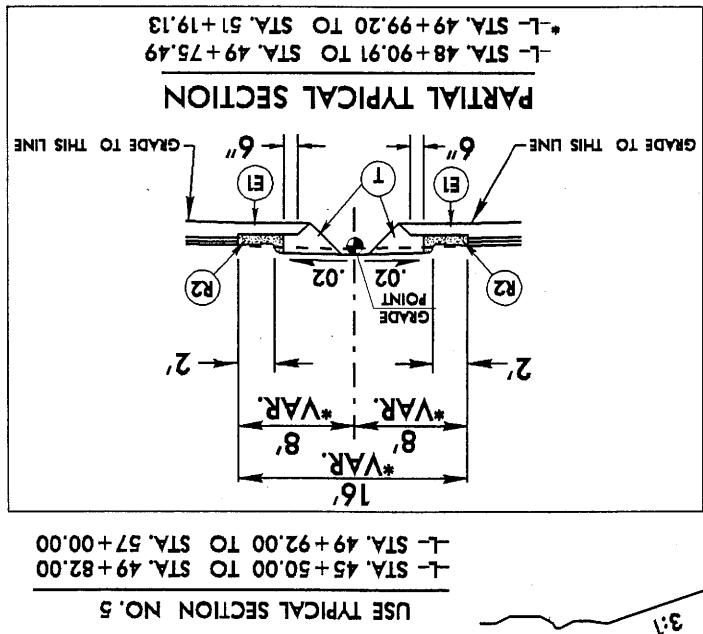 3:1
USE TYPICAL SECTION NO. 5
-L- STA. 45+50.00 TO STA. 49+82.00
-L- STA. 49+92.00 TO STA. 57+00.00
16'
*VAR.
8' 8'
*VAR. *VAR.
2' 2'
GRADE
POINT
R2 R2
.02 .02
E1 T E1
6" 6"
GRADE TO THIS LINE GRADE TO THIS LINE
PARTIAL TYPICAL SECTION
-L- STA. 48+90.91 TO STA. 49+75.49
*-L- STA. 49+99.20 TO STA. 51+19.13